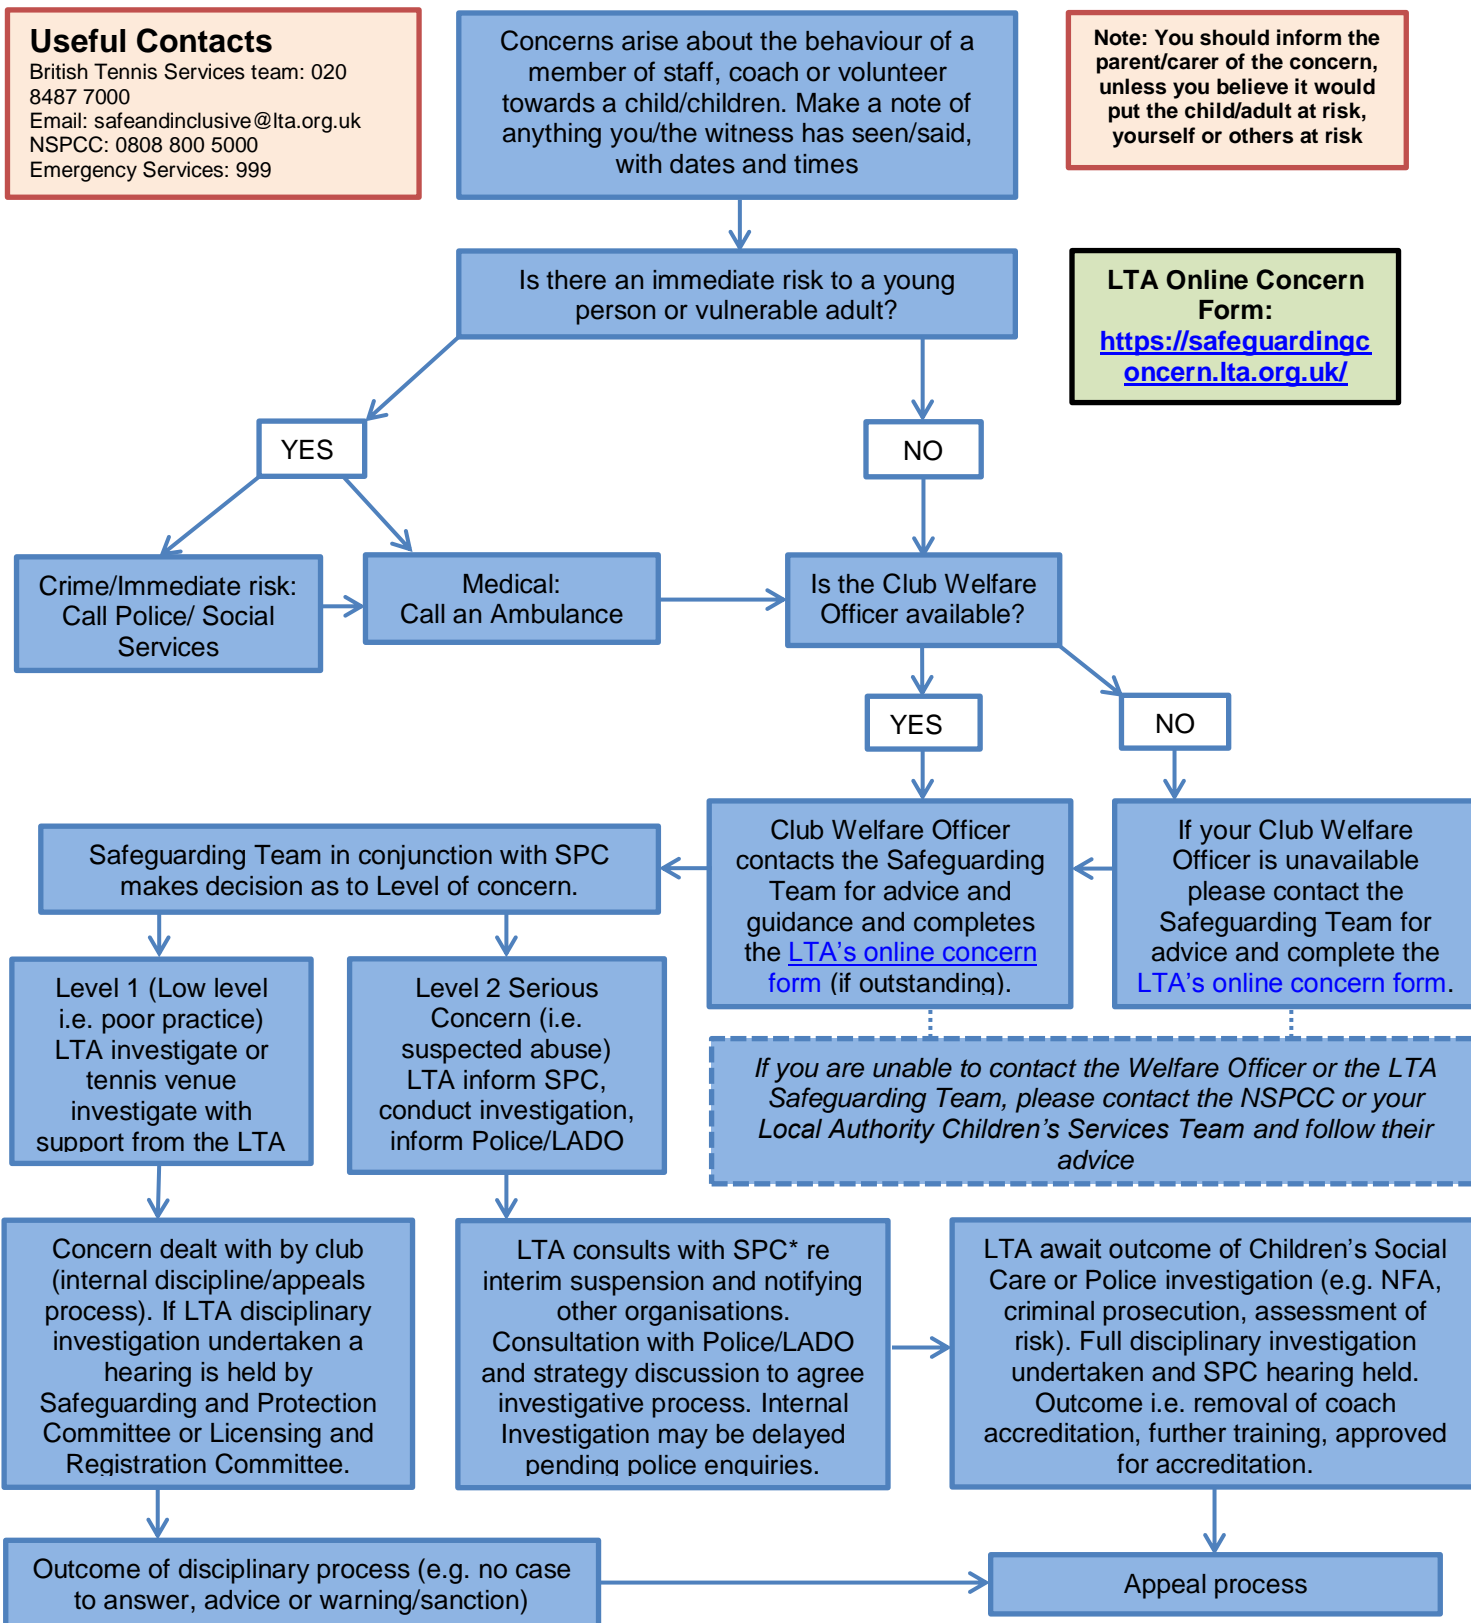 Useful Contacts
British Tennis Services team: 020
8487 7000
Email: safeandinclusive@lta.org.uk
NSPCC: 0808 800 5000
Emergency Services: 999
Concerns arise about the behaviour of a
member of staff, coach or volunteer
towards a child/children. Make a note of
anything you/the witness has seen/said,
with dates and times
Note: You should inform the
parent/carer of the concern,
unless you believe it would
put the child/adult at risk,
yourself or others at risk
Is there an immediate risk to a young
person or vulnerable adult?
LTA Online Concern
Form:
https://safeguardingc
oncern.lta.org.uk/
YES
NO
Crime/Immediate risk:
Call Police/ Social
Services
Medical:
Call an Ambulance
Is the Club Welfare
Officer available?
YES
NO
Safeguarding Team in conjunction with SPC
makes decision as to Level of concern.
Club Welfare Officer
contacts the Safeguarding
Team for advice and
guidance and completes
the LTA's online concern
form (if outstanding).
If your Club Welfare
Officer is unavailable
please contact the
Safeguarding Team for
advice and complete the
LTA's online concern form.
Level 1 (Low level
i.e. poor practice)
LTA investigate or
tennis venue
investigate with
support from the LTA
Level 2 Serious
Concern (i.e.
suspected abuse)
LTA inform SPC,
conduct investigation,
inform Police/LADO
If you are unable to contact the Welfare Officer or the LTA
Safeguarding Team, please contact the NSPCC or your
Local Authority Children's Services Team and follow their
advice
Concern dealt with by club
(internal discipline/appeals
process). If LTA disciplinary
investigation undertaken a
hearing is held by
Safeguarding and Protection
Committee or Licensing and
Registration Committee.
LTA consults with SPC* re
interim suspension and notifying
other organisations.
Consultation with Police/LADO
and strategy discussion to agree
investigative process. Internal
Investigation may be delayed
pending police enquiries.
LTA await outcome of Children's Social
Care or Police investigation (e.g. NFA,
criminal prosecution, assessment of
risk). Full disciplinary investigation
undertaken and SPC hearing held.
Outcome i.e. removal of coach
accreditation, further training, approved
for accreditation.
Outcome of disciplinary process (e.g. no case
to answer, advice or warning/sanction)
Appeal process